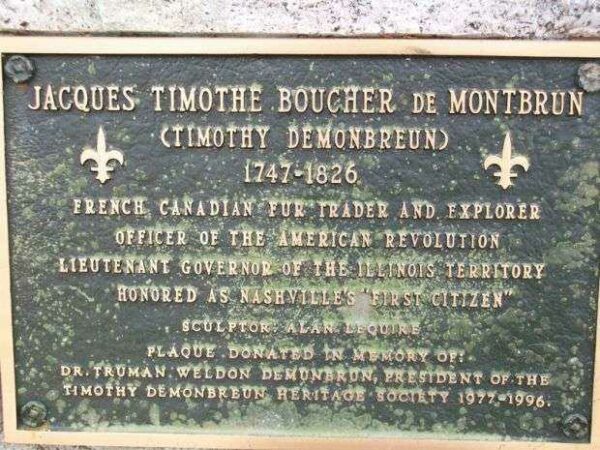 JACQUES TIMOTHE BOUCHER DE MONTBRUN
(TIMOTHY DEMONBREUN)
1747-1826
FRENCH CANADIAN FUR TRADER AND EXPLORER
OFFICER OF THE AMERICAN REVOLUTION
LIEUTENANT GOVERNOR OF THE ILLINOIS TERRITORY
HONORED AS NASHVILLE'S "FIRST CITIZEN"
SCULPTOR: ALAN LEQUIRE
PLAQUE DONATED IN MEMORY OF:
DR. TRUMAN WELDON DEMUNBRUN, PRESIDENT OF THE
TIMOTHY DEMONBREUN HERITAGE SOCIETY 1977-1996.